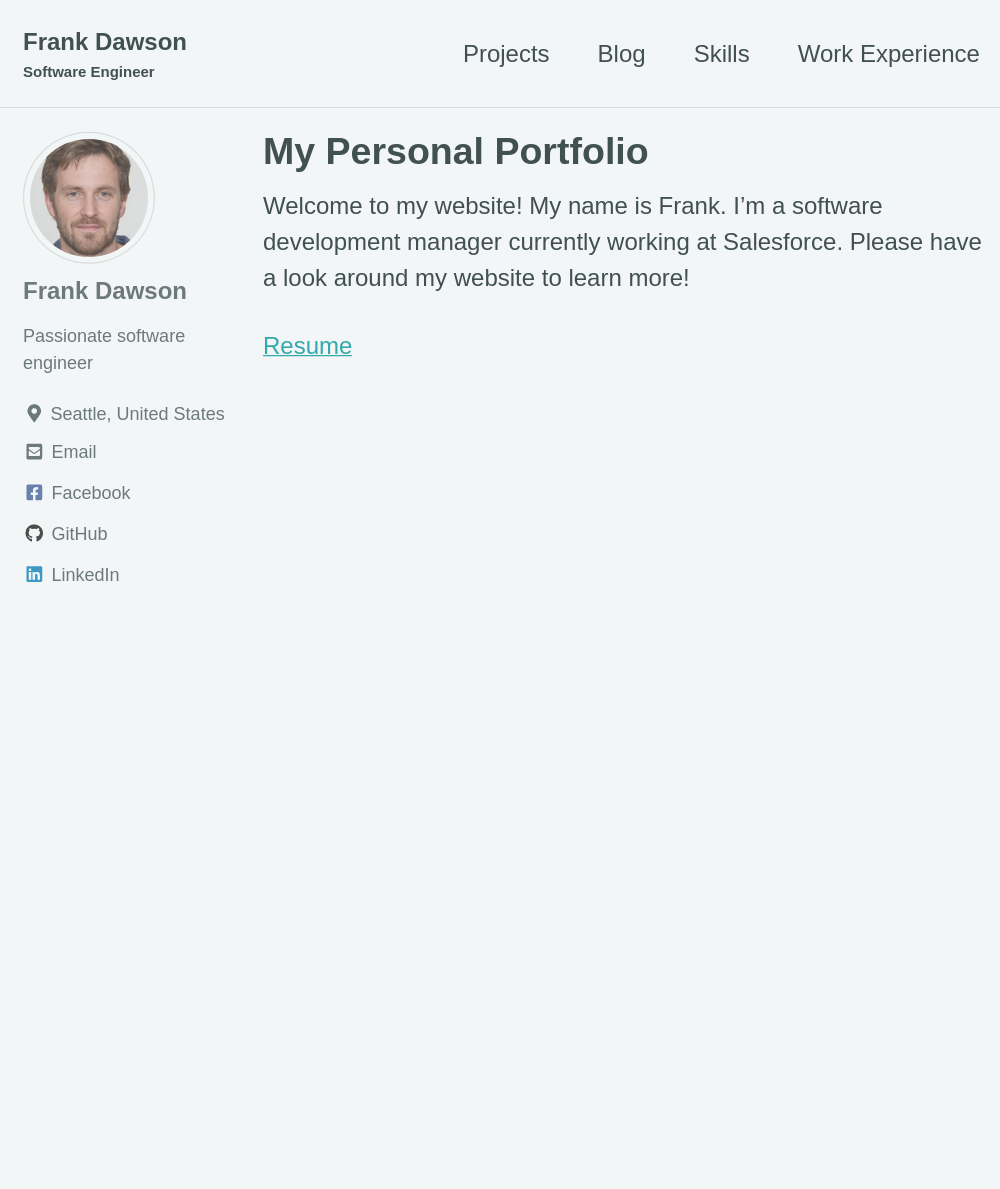 Frank Dawson
Software Engineer
Projects
Blog
Skills
Work Experience
Frank Dawson
Passionate software
engineer
Seattle, United States
Email
Facebook
GitHub
LinkedIn
My Personal Portfolio
Welcome to my website! My name is Frank. I’m a software
development manager currently working at Salesforce. Please have
a look around my website to learn more!
Resume